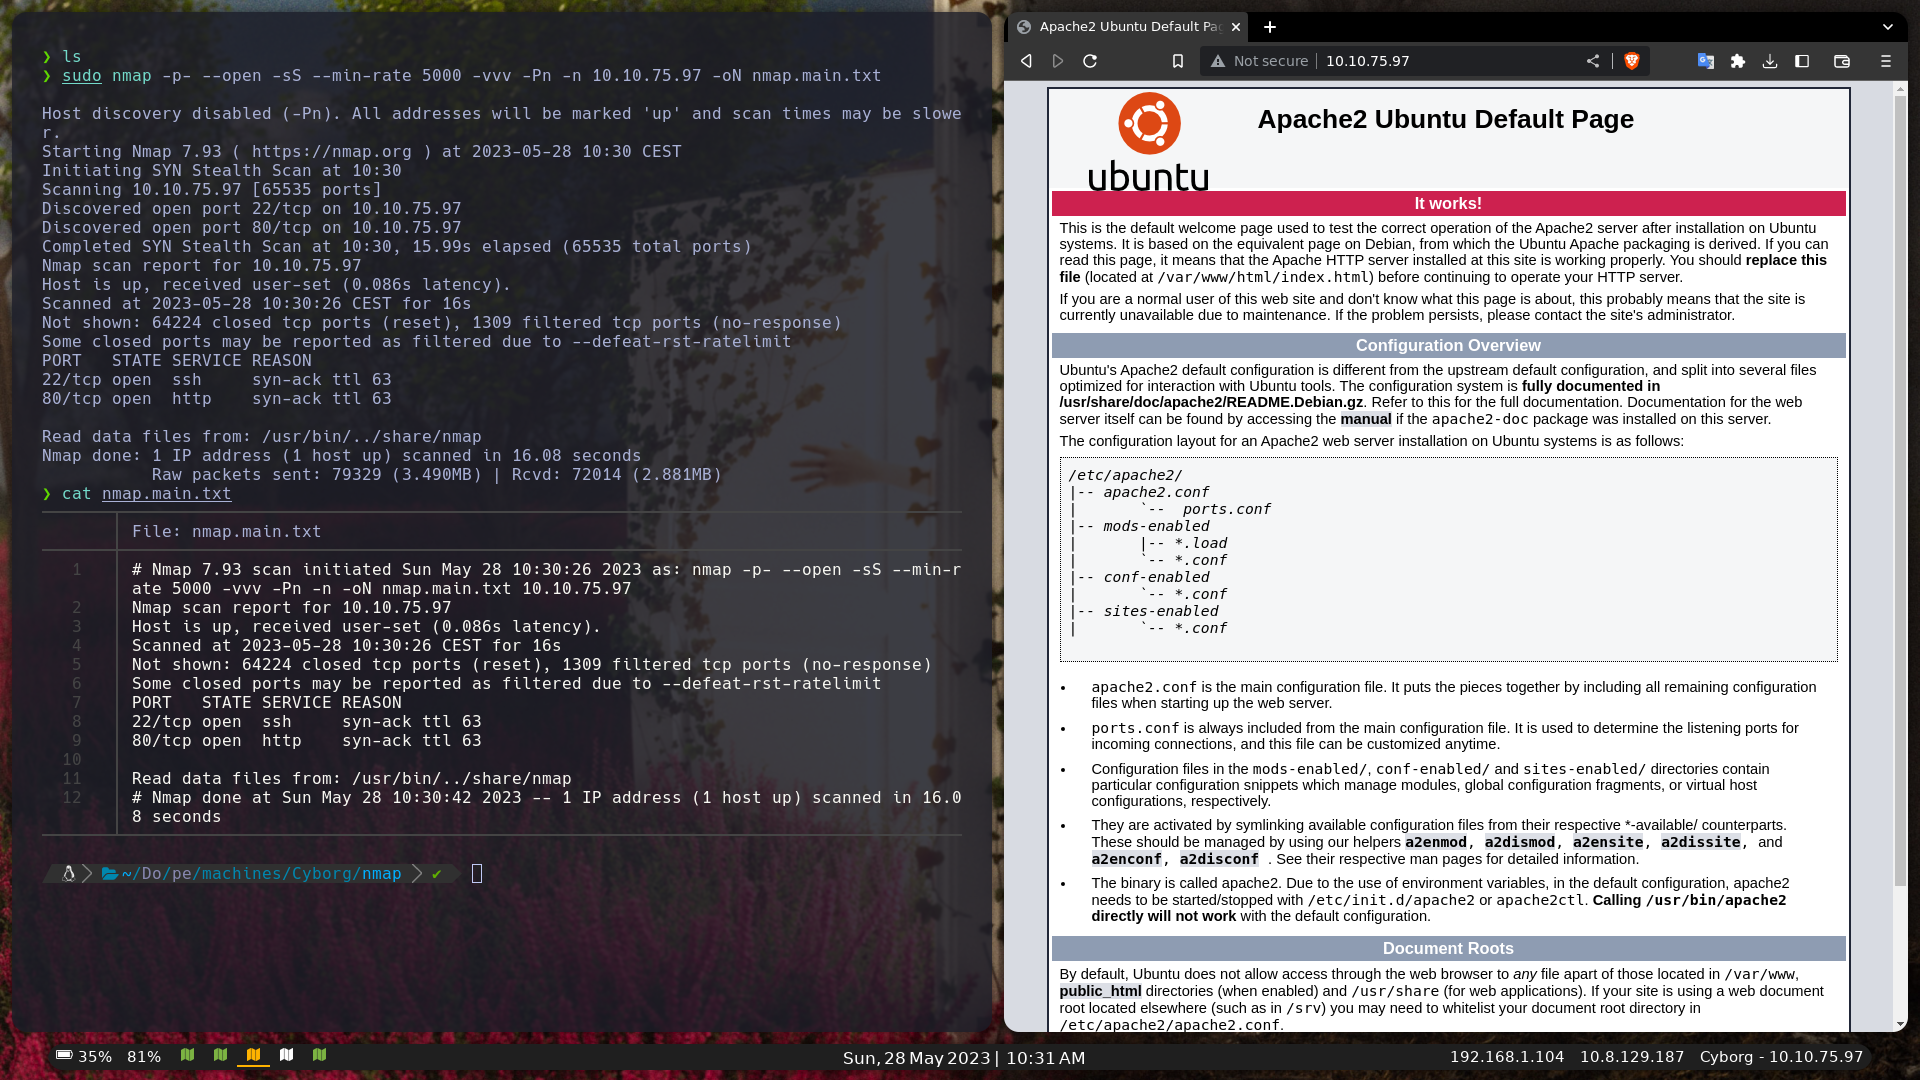 ❯ ls
❯ sudo nmap -p- --open -sS --min-rate 5000 -vvv -Pn -n 10.10.75.97 -oN nmap.main.txt
Host discovery disabled (-Pn). All addresses will be marked 'up' and scan times may be slowe
r.
Starting Nmap 7.93 ( https://nmap.org ) at 2023-05-28 10:30 CEST
Initiating SYN Stealth Scan at 10:30
Scanning 10.10.75.97 [65535 ports]
Discovered open port 22/tcp on 10.10.75.97
Discovered open port 80/tcp on 10.10.75.97
Completed SYN Stealth Scan at 10:30, 15.99s elapsed (65535 total ports)
Nmap scan report for 10.10.75.97
Host is up, received user-set (0.086s latency).
Scanned at 2023-05-28 10:30:26 CEST for 16s
Not shown: 64224 closed tcp ports (reset), 1309 filtered tcp ports (no-response)
Some closed ports may be reported as filtered due to --defeat-rst-ratelimit
PORT   STATE SERVICE REASON
22/tcp open  ssh     syn-ack ttl 63
80/tcp open  http    syn-ack ttl 63
Read data files from: /usr/bin/../share/nmap
Nmap done: 1 IP address (1 host up) scanned in 16.08 seconds
Raw packets sent: 79329 (3.490MB) | Rcvd: 72014 (2.881MB)
❯ cat nmap.main.txt
File: nmap.main.txt
1 # Nmap 7.93 scan initiated Sun May 28 10:30:26 2023 as: nmap -p- --open -sS --min-r
ate 5000 -vvv -Pn -n -oN nmap.main.txt 10.10.75.97
2 Nmap scan report for 10.10.75.97
3 Host is up, received user-set (0.086s latency).
4 Scanned at 2023-05-28 10:30:26 CEST for 16s
5 Not shown: 64224 closed tcp ports (reset), 1309 filtered tcp ports (no-response)
6 Some closed ports may be reported as filtered due to --defeat-rst-ratelimit
7 PORT   STATE SERVICE REASON
8 22/tcp open  ssh     syn-ack ttl 63
9 80/tcp open  http    syn-ack ttl 63
10
11 Read data files from: /usr/bin/../share/nmap
12 # Nmap done at Sun May 28 10:30:42 2023 -- 1 IP address (1 host up) scanned in 16.0
8 seconds
~/Do/pe/machines/Cyborg/nmap ✔
Apache2 Ubuntu Default Pa
Not secure | 10.10.75.97
ubuntu
Apache2 Ubuntu Default Page
It works!
This is the default welcome page used to test the correct operation of the Apache2 server after installation on Ubuntu
systems. It is based on the equivalent page on Debian, from which the Ubuntu Apache packaging is derived. If you can
read this page, it means that the Apache HTTP server installed at this site is working properly. You should replace this
file (located at /var/www/html/index.html) before continuing to operate your HTTP server.
If you are a normal user of this web site and don't know what this page is about, this probably means that the site is
currently unavailable due to maintenance. If the problem persists, please contact the site's administrator.
Configuration Overview
Ubuntu's Apache2 default configuration is different from the upstream default configuration, and split into several files
optimized for interaction with Ubuntu tools. The configuration system is fully documented in
/usr/share/doc/apache2/README.Debian.gz. Refer to this for the full documentation. Documentation for the web
server itself can be found by accessing the manual if the apache2-doc package was installed on this server.
The configuration layout for an Apache2 web server installation on Ubuntu systems is as follows:
/etc/apache2/
|-- apache2.conf
|       `--  ports.conf
|-- mods-enabled
|       |-- *.load
|       `-- *.conf
|-- conf-enabled
|       `-- *.conf
|-- sites-enabled
|       `-- *.conf
• apache2.conf is the main configuration file. It puts the pieces together by including all remaining configuration
files when starting up the web server.
• ports.conf is always included from the main configuration file. It is used to determine the listening ports for
incoming connections, and this file can be customized anytime.
• Configuration files in the mods-enabled/, conf-enabled/ and sites-enabled/ directories contain
particular configuration snippets which manage modules, global configuration fragments, or virtual host
configurations, respectively.
• They are activated by symlinking available configuration files from their respective *-available/ counterparts.
These should be managed by using our helpers a2enmod, a2dismod, a2ensite, a2dissite, and
a2enconf, a2disconf . See their respective man pages for detailed information.
• The binary is called apache2. Due to the use of environment variables, in the default configuration, apache2
needs to be started/stopped with /etc/init.d/apache2 or apache2ctl. Calling /usr/bin/apache2
directly will not work with the default configuration.
Document Roots
By default, Ubuntu does not allow access through the web browser to any file apart of those located in /var/www,
public_html directories (when enabled) and /usr/share (for web applications). If your site is using a web document
root located elsewhere (such as in /srv) you may need to whitelist your document root directory in
/etc/apache2/apache2.conf.
35% 81%
Sun, 28 May 2023 | 10:31 AM
192.168.1.104 10.8.129.187 Cyborg - 10.10.75.97